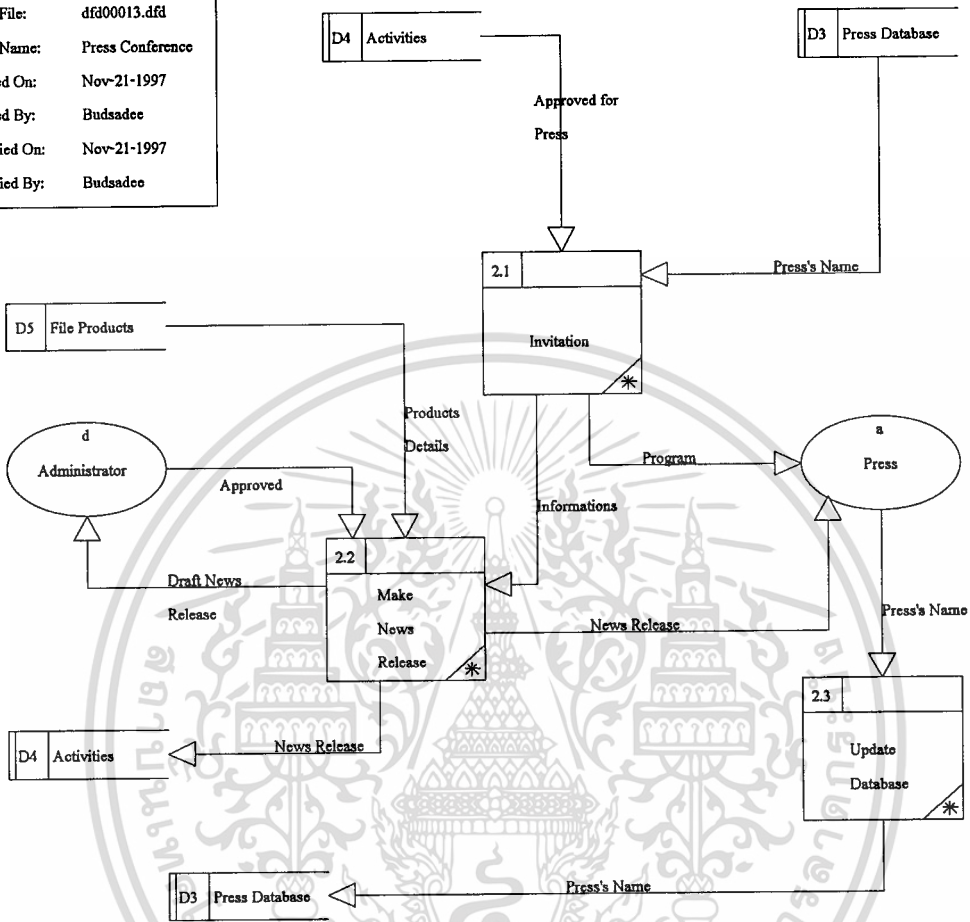 File: dfd00013.dfd
Name: Press Conference
ed On: Nov-21-1997
ed By: Budsadee
ied On: Nov-21-1997
ied By: Budsadee
D4 Activities
D3 Press Database
Approved for
Press
2.1
Press's Name
Invitation
D5 File Products
Products
Details
d
Administrator
a
Press
Program
Approved
Informations
2.2
Draft News
Release
Make
News
Release
News Release
Press's Name
2.3
Update
Database
D4 Activities
News Release
D3 Press Database
Press's Name